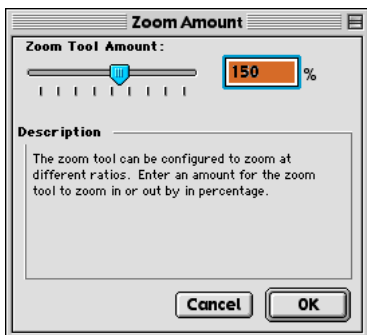 Zoom Amount
Zoom Tool Amount:
150 %
Description
The zoom tool can be configured to zoom at
different ratios. Enter an amount for the zoom
tool to zoom in or out by in percentage.
Cancel OK